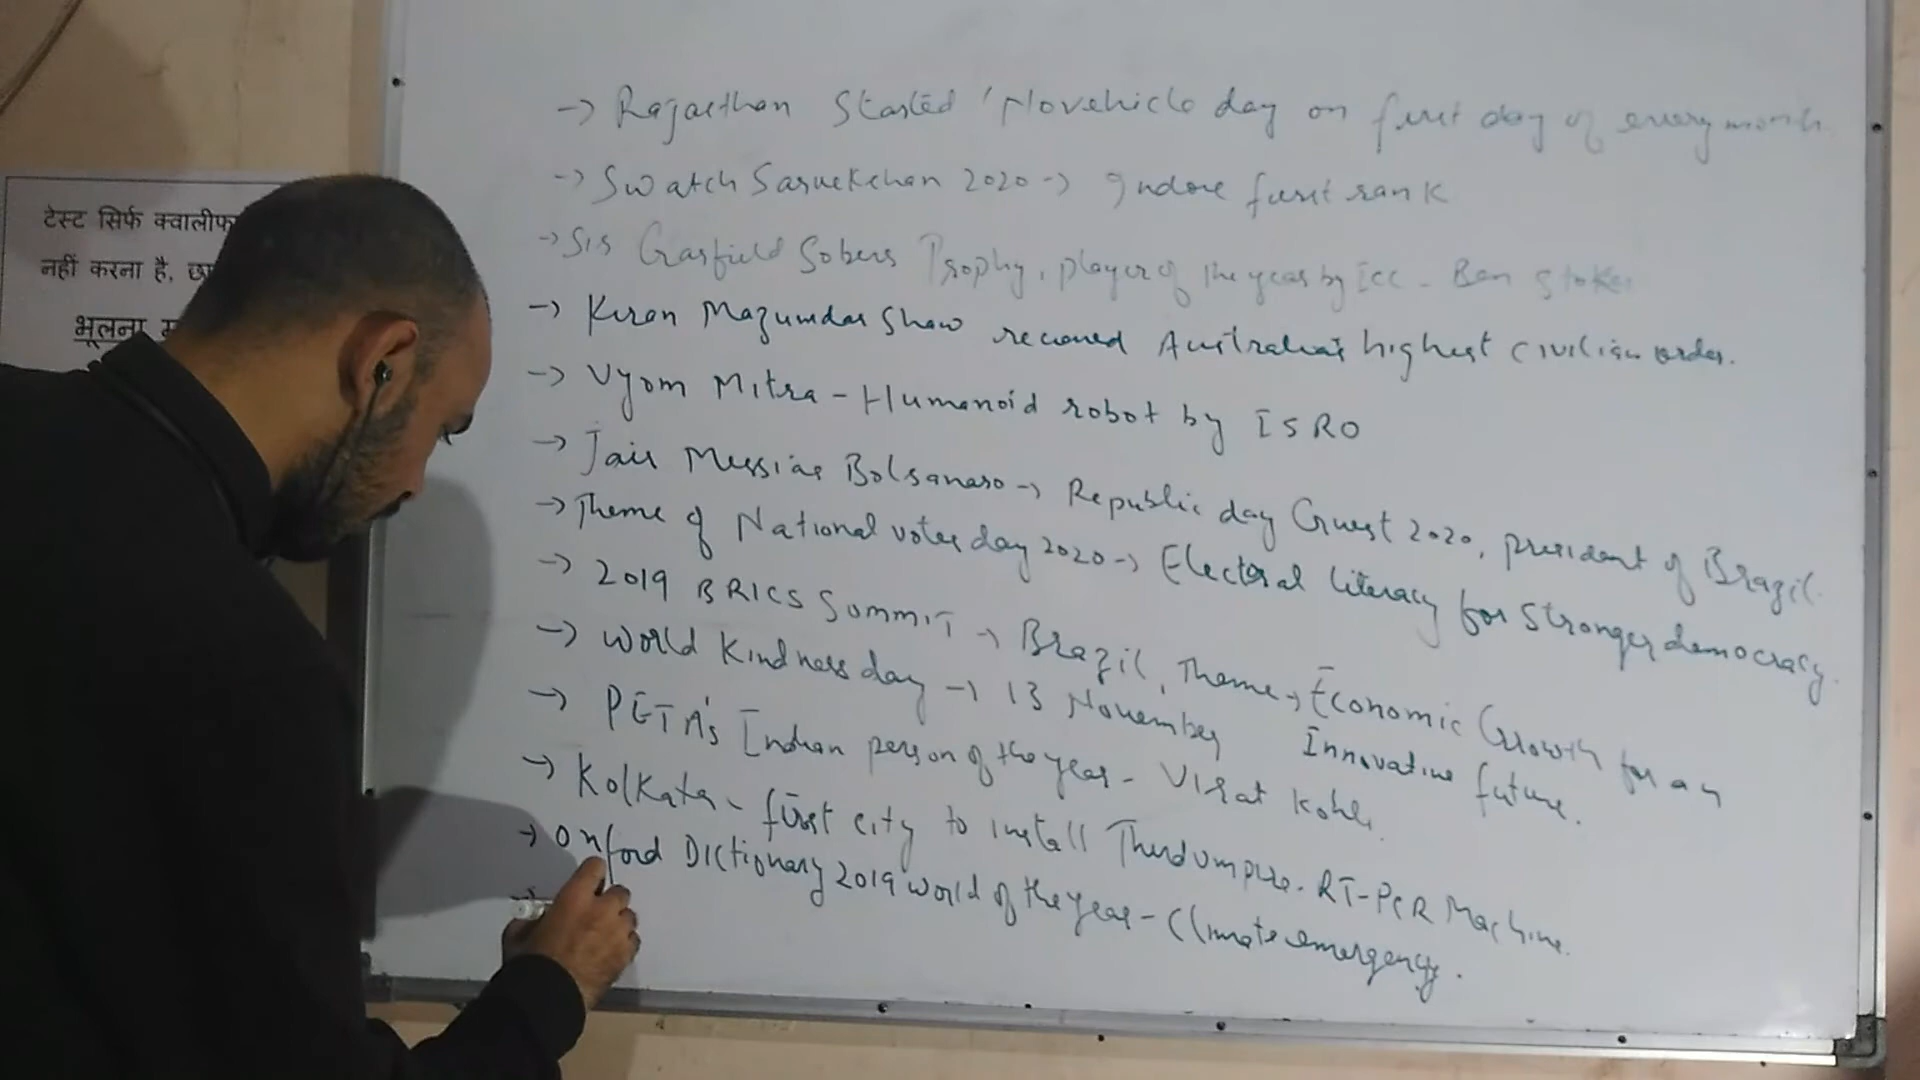 -> Rajasthan Started 'No vehicle day on first day of every month
-> Swatch Sarvekshan 2020 -> Indore first rank
-> Sir Garfield Sobers Trophy, player of the year by Icc - Ben Stokes
-> Kiran Mazumdar Shaw received Australia's highest civilian order.
-> Vyom Mitra - Humanoid robot by ISRO
-> Jair Messias Bolsanaro -> Republic day Guest 2020, president of Brazil.
-> Theme of National voter day 2020 -> Electoral literacy for Stronger democracy.
-> 2019 BRICS Summit -> Brazil, Theme -> Economic Growth for an
Innovative future.
-> World Kindness day -> 13 November
-> PETA's Indian person of the year - Virat Kohli.
-> Kolkata - first city to install RT-PCR Machine.
-> Oxford Dictionary 2019 world of the year - Climate emergency.
->
टेस्ट सिर्फ
नहीं करना है,
भूलना